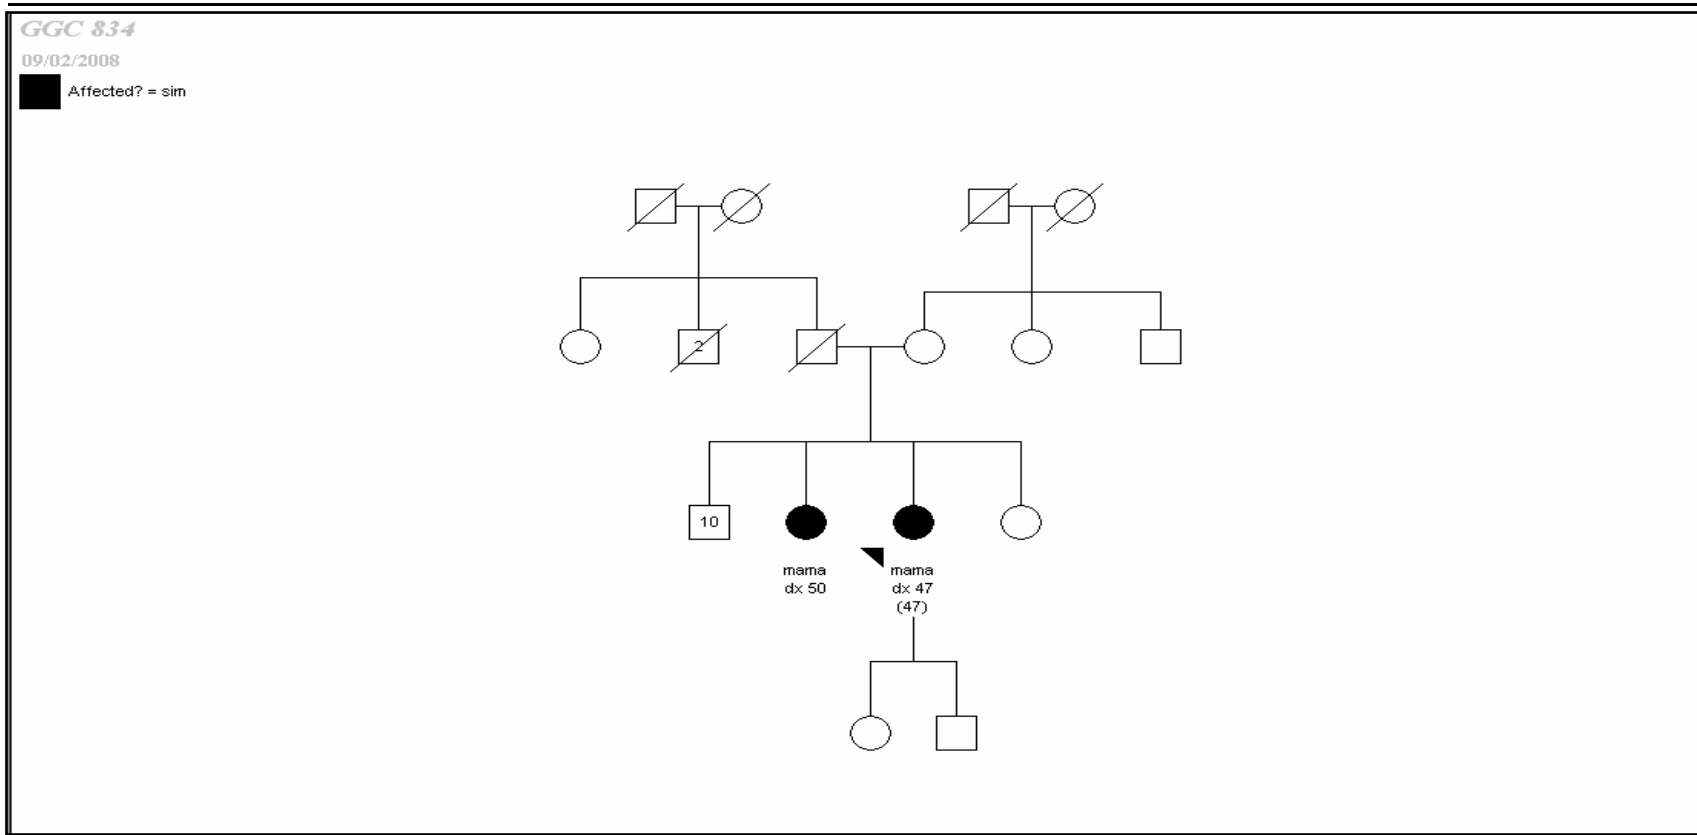 GGC 834
09/02/2008
Affected? = sim
2
10
mama
dx 50
mama
dx 47
(47)